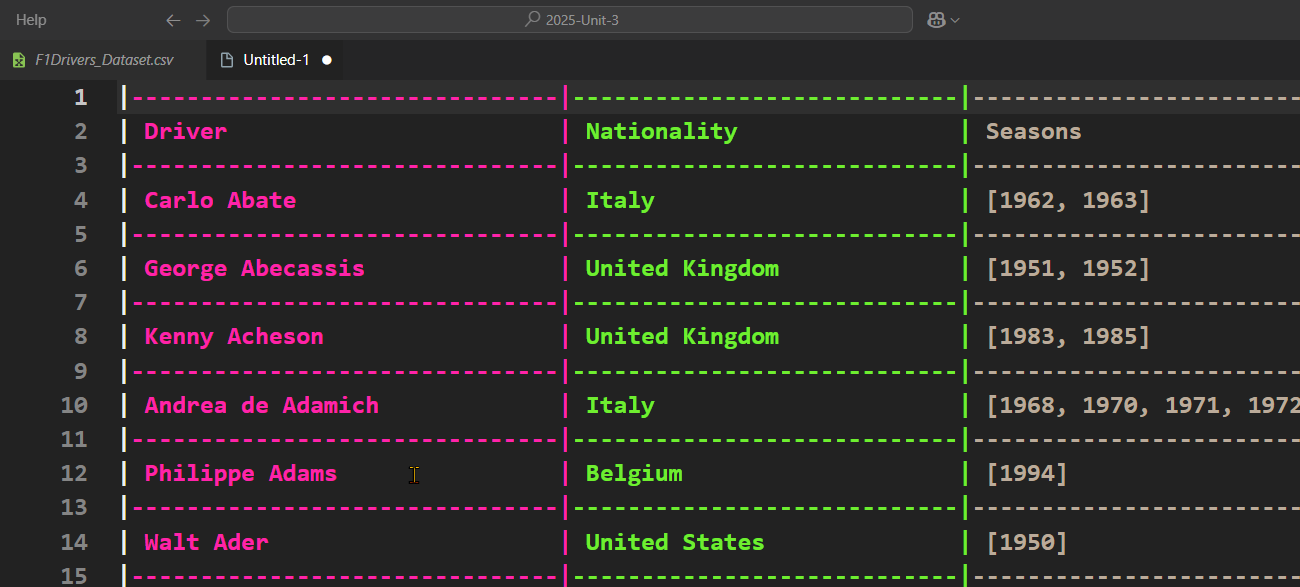 Help
2025-Unit-3
F1Drivers_Dataset.csv
Untitled-1
1 |-------------------------------|----------------------------|------------------------
2 | Driver | Nationality | Seasons
3 |-------------------------------|----------------------------|------------------------
4 | Carlo Abate | Italy | [1962, 1963]
5 |-------------------------------|----------------------------|------------------------
6 | George Abecassis | United Kingdom | [1951, 1952]
7 |-------------------------------|----------------------------|------------------------
8 | Kenny Acheson | United Kingdom | [1983, 1985]
9 |-------------------------------|----------------------------|------------------------
10 | Andrea de Adamich | Italy | [1968, 1970, 1971, 1972
11 |-------------------------------|----------------------------|------------------------
12 | Philippe Adams | Belgium | [1994]
13 |-------------------------------|----------------------------|------------------------
14 | Walt Ader | United States | [1950]
15 |-------------------------------|----------------------------|------------------------